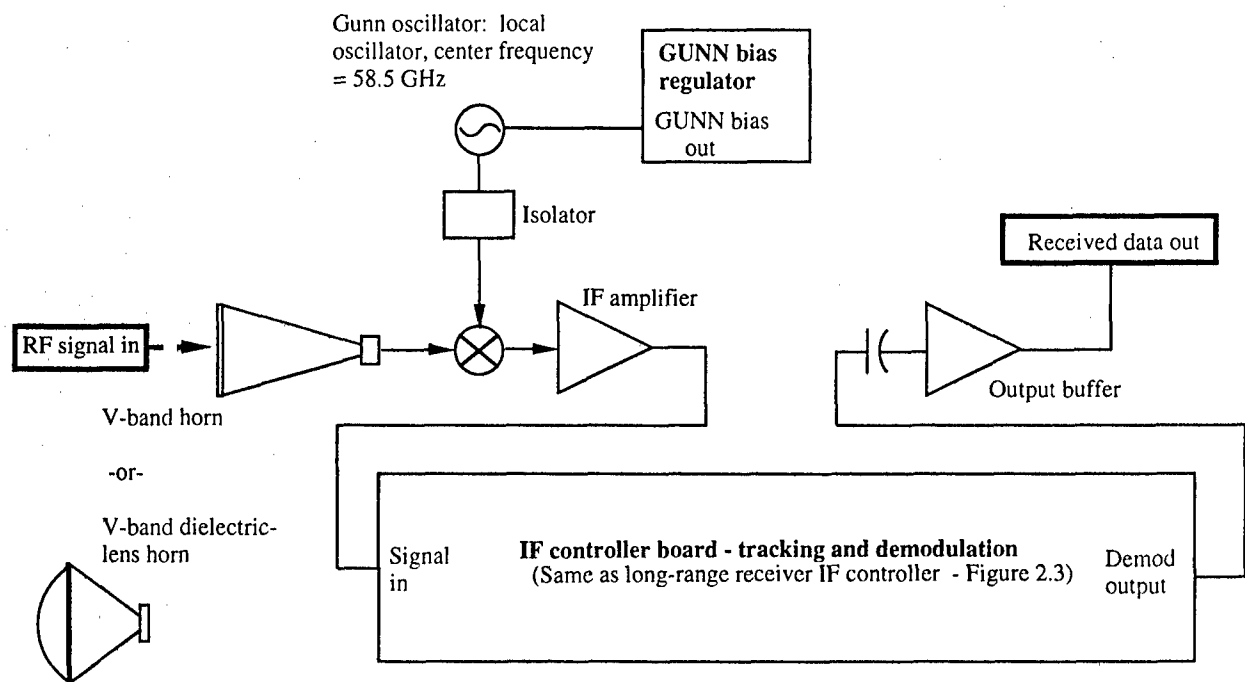 Gunn oscillator: local
oscillator, center frequency
= 58.5 GHz
GUNN bias
regulator
GUNN bias
out
Isolator
Received data out
IF amplifier
RF signal in
Output buffer
V-band horn
-or-
V-band dielectric-
lens horn
Signal
in
IF controller board - tracking and demodulation
(Same as long-range receiver IF controller - Figure 2.3)
Demod
output